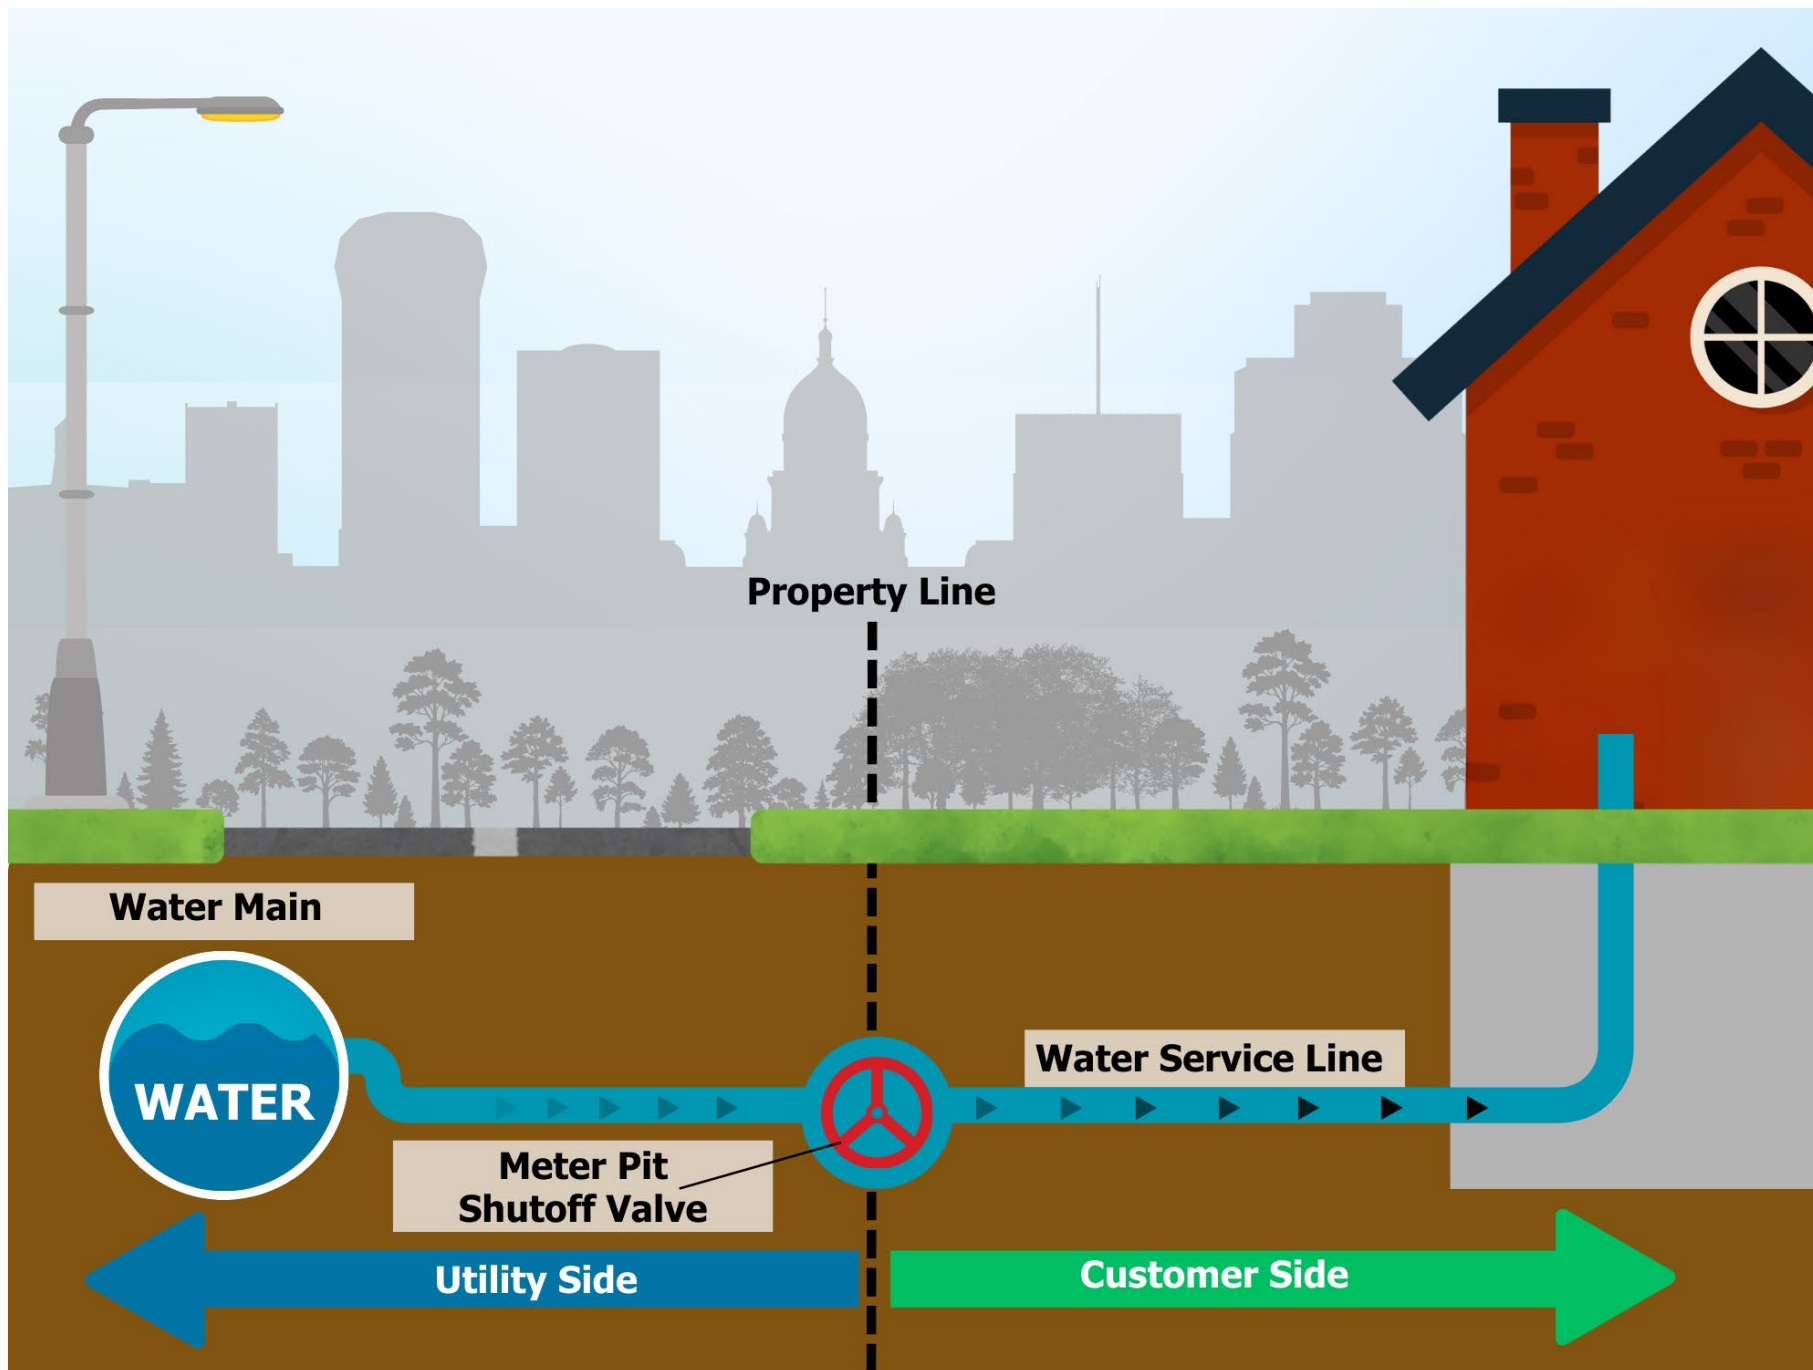 Property Line
Water Main
WATER
Water Service Line
Meter Pit
Shutoff Valve
Utility Side
Customer Side